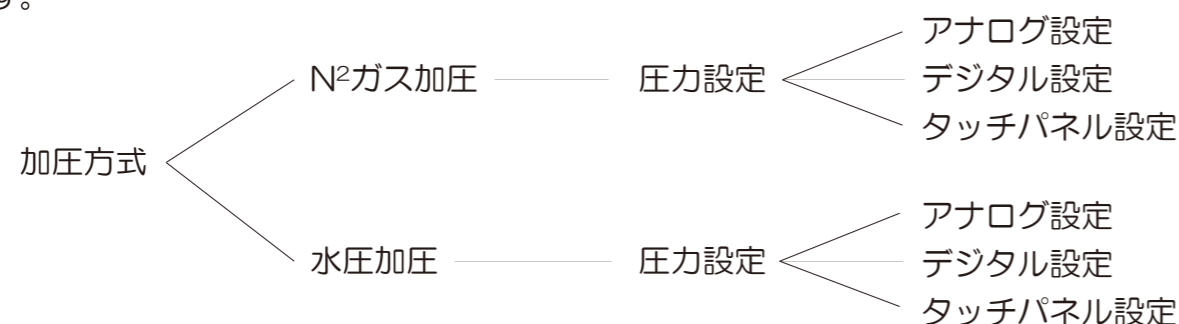 す。
アナログ設定
N²ガス加圧 圧力設定 デジタル設定
タッチパネル設定
加圧方式
アナログ設定
水圧加圧 圧力設定 デジタル設定
タッチパネル設定